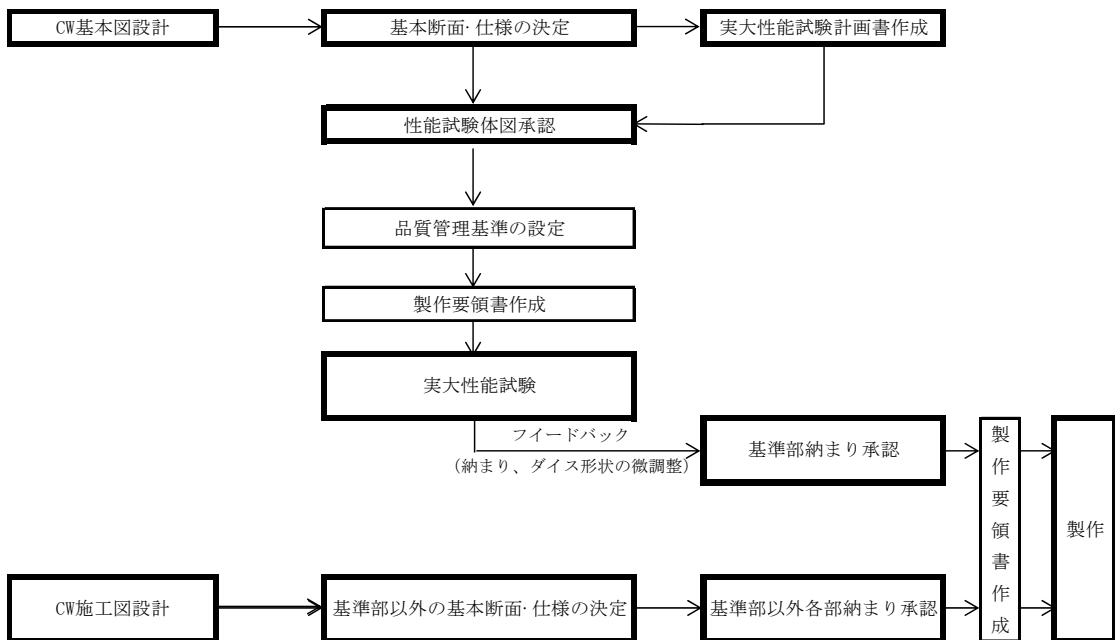 CW基本図設計
基本断面・仕様の決定
実大性能試験計画書作成
性能試験体図承認
品質管理基準の設定
製作要領書作成
実大性能試験
フイードバック
(納まり、ダイス形状の微調整)
基準部納まり承認
製作要領書作成
製作
CW施工図設計
基準部以外の基本断面・仕様の決定
基準部以外各部納まり承認